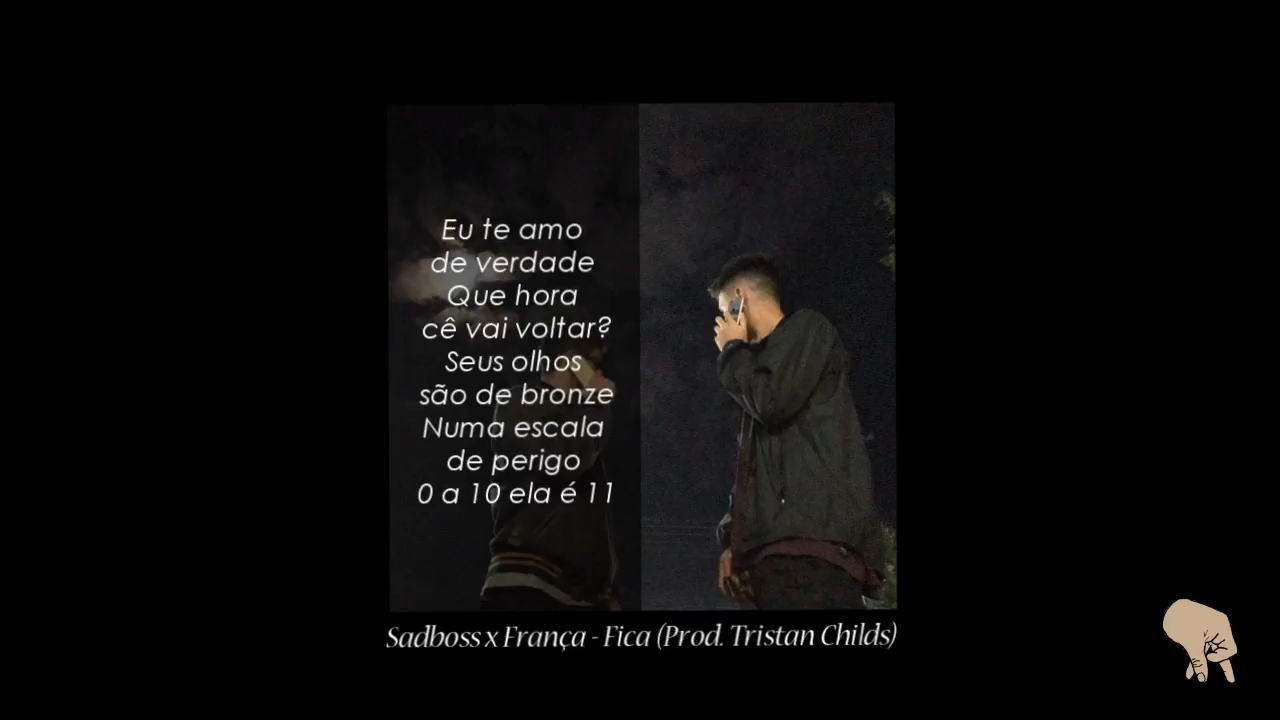 Eu te amo
de verdade
Que hora
cê vai voltar?
Seus olhos
são de bronze
Numa escala
de perigo
0 a 10 ela é 11
Sadboss x França - Fica (Prod. Tristan Childs)